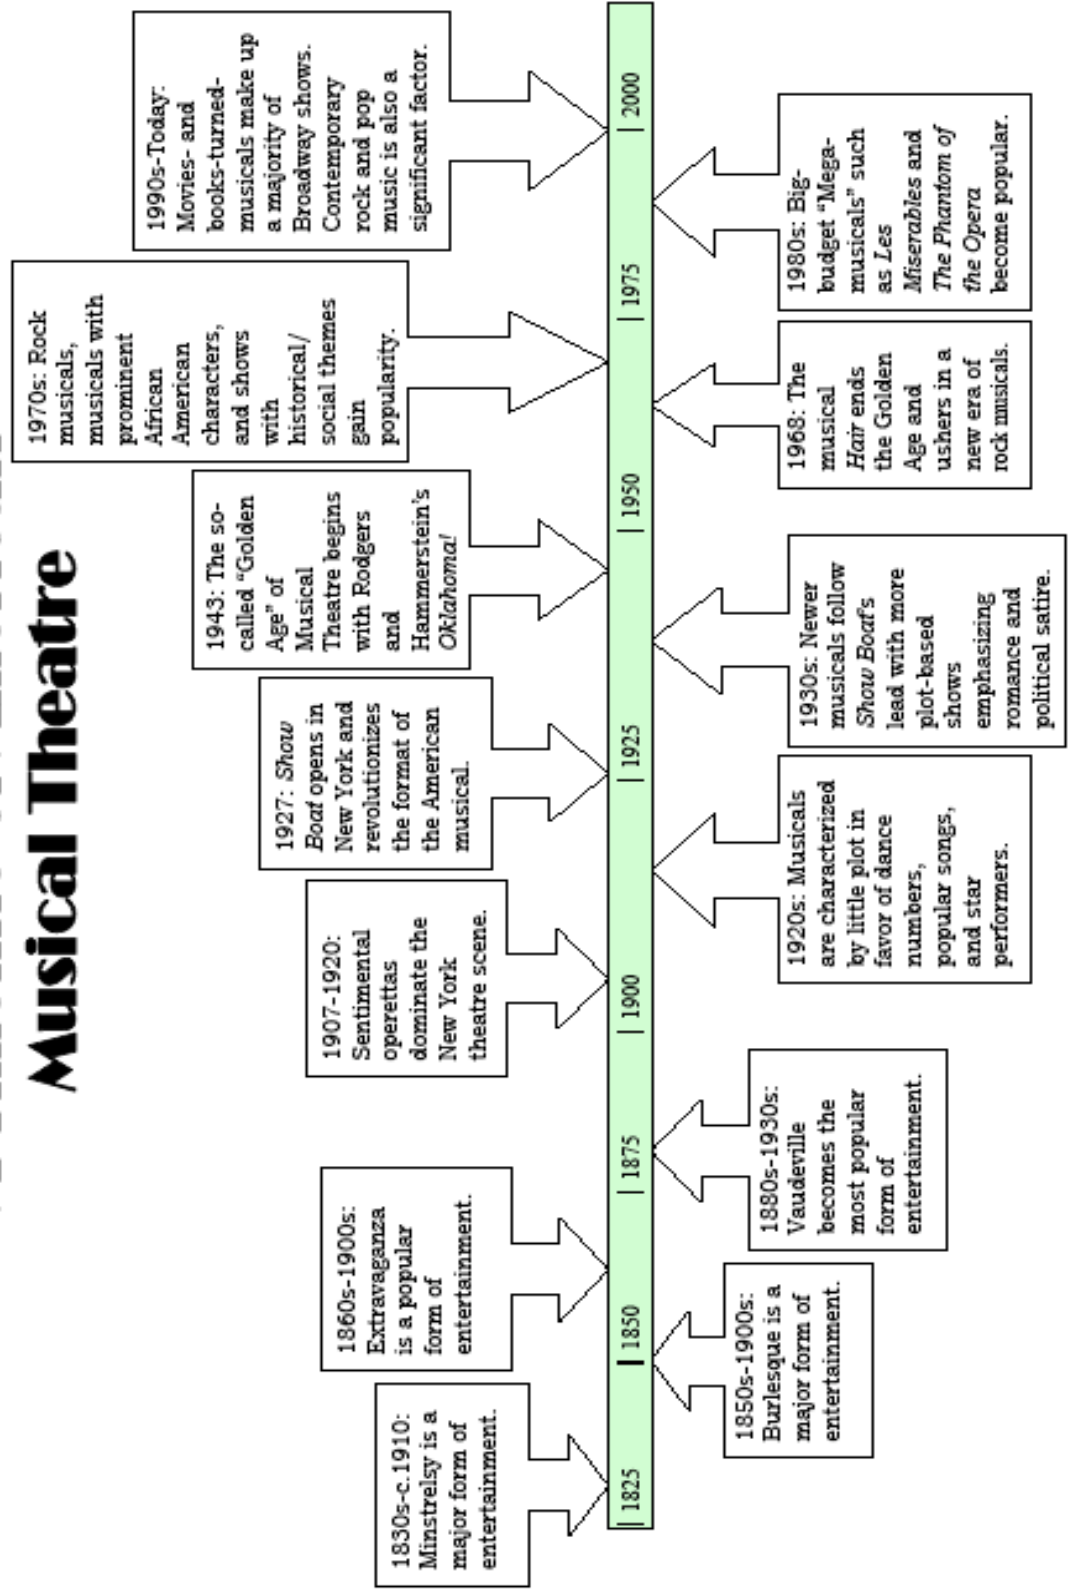 Musical Theatre
1830s-c.1910:
Minstrelsy is a
major form of
entertainment.
1860s-1900s:
Extravaganza
is a popular
form of
entertainment.
1907-1920:
Sentimental
operettas
dominate the
New York
theatre scene.
1927: Show
Boat opens in
New York and
revolutionizes
the format of
the American
musical.
1943: The so-
called “Golden
Age” of
Musical
Theatre begins
with Rodgers
and
Hammerstein’s
Oklahoma!
1970s: Rock
musicals,
musicals with
prominent
African
American
characters,
and shows
with
historical/
social themes
gain
popularity.
1990s-Today:
Movies- and
books-turned-
musicals make up
a majority of
Broadway shows.
Contemporary
rock and pop
music is also a
significant factor.
1825 1850 1875 1900 1925 1950 1975 2000
1850s-1900s:
Burlesque is a
major form of
entertainment.
1880s-1930s:
Vaudeville
becomes the
most popular
form of
entertainment.
1920s: Musicals
are characterized
by little plot in
favor of dance
numbers,
popular songs,
and star
performers.
1930s: Newer
musicals follow
Show Boat’s
lead with more
plot-based
shows
emphasizing
romance and
political satire.
1968: The
musical
Hair ends
the Golden
Age and
ushers in a
new era of
rock musicals.
1980s: Big-
budget “Mega-
musicals” such
as Les
Miserables and
The Phantom of
the Opera
become popular.